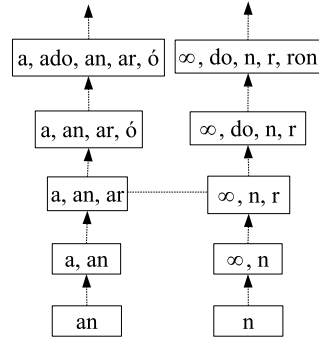 a, ado, an, ar, ó
∞, do, n, r, ron
a, an, ar, ó
∞, do, n, r
a, an, ar
∞, n, r
a, an
∞, n
an
n